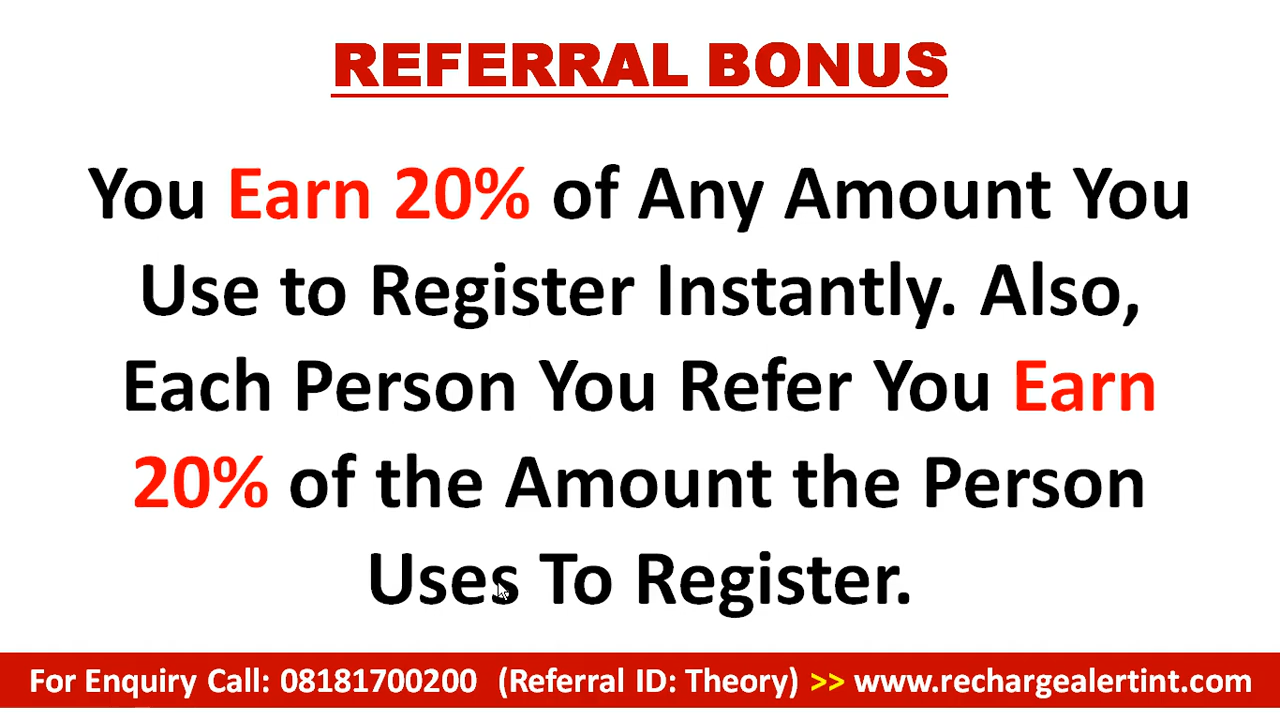 REFERRAL BONUS
You Earn 20% of Any Amount You
Use to Register Instantly. Also,
Each Person You Refer You Earn
20% of the Amount the Person
Uses To Register.
For Enquiry Call: 08181700200 (Referral ID: Theory) >> www.rechargealertint.com